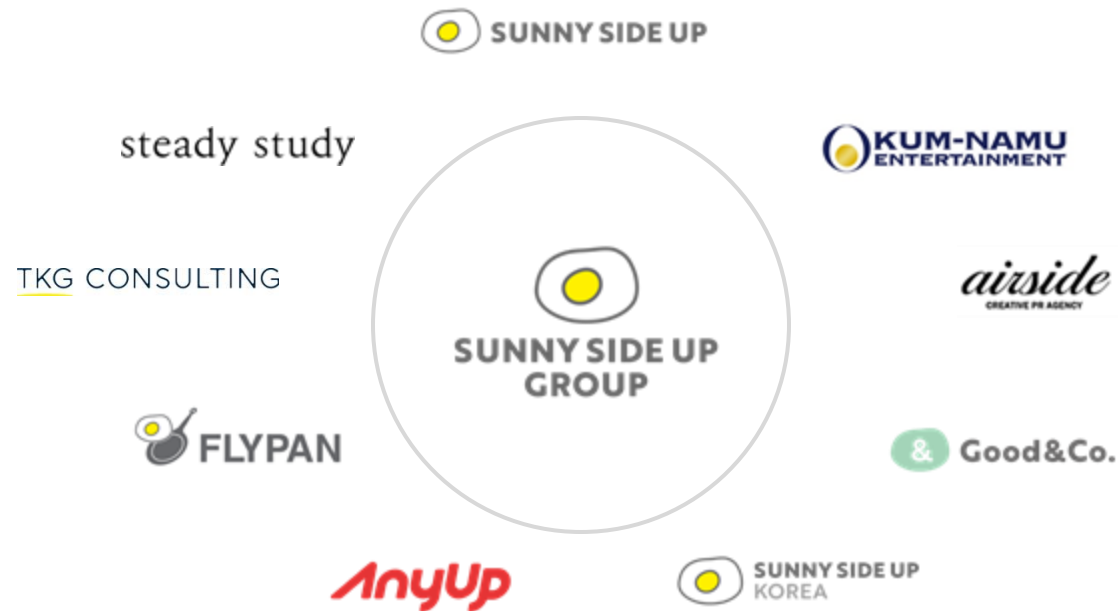 SUNNY SIDE UP
steady study
KUM-NAMU
ENTERTAINMENT
TKG CONSULTING
airside
CREATIVE PR AGENCY
SUNNY SIDE UP
GROUP
FLYPAN
& Good&Co.
AnyUp
SUNNY SIDE UP
KOREA